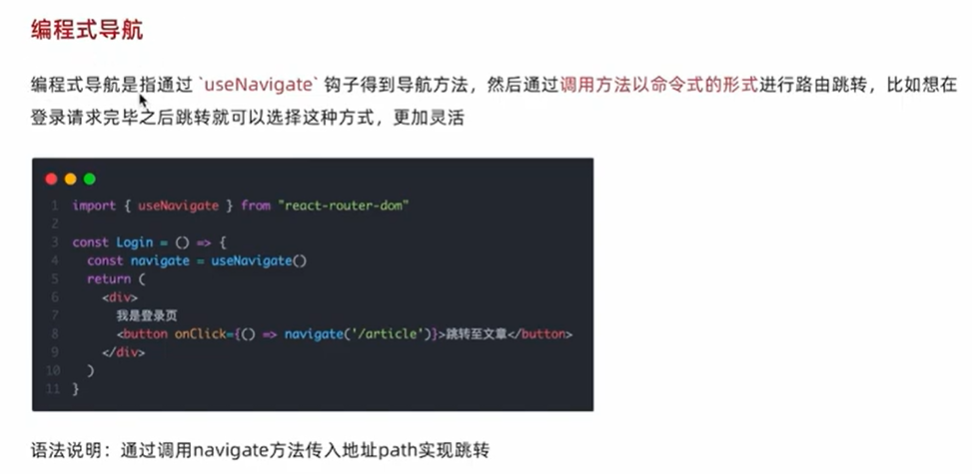 编程式导航
编程式导航是指通过 `useNavigate` 钩子得到导航方法，然后通过调用方法以命令式的形式进行路由跳转，比如想在
登录请求完毕之后跳转就可以选择这种方式，更加灵活
1 import { useNavigate } from "react-router-dom"
2
3 const Login = () => {
4   const navigate = useNavigate()
5   return (
6     <div>
7       我是登录页
8       <button onClick={() => navigate('/article')}>跳转至文章</button>
9     </div>
10   )
11 }
语法说明：通过调用navigate方法传入地址path实现跳转